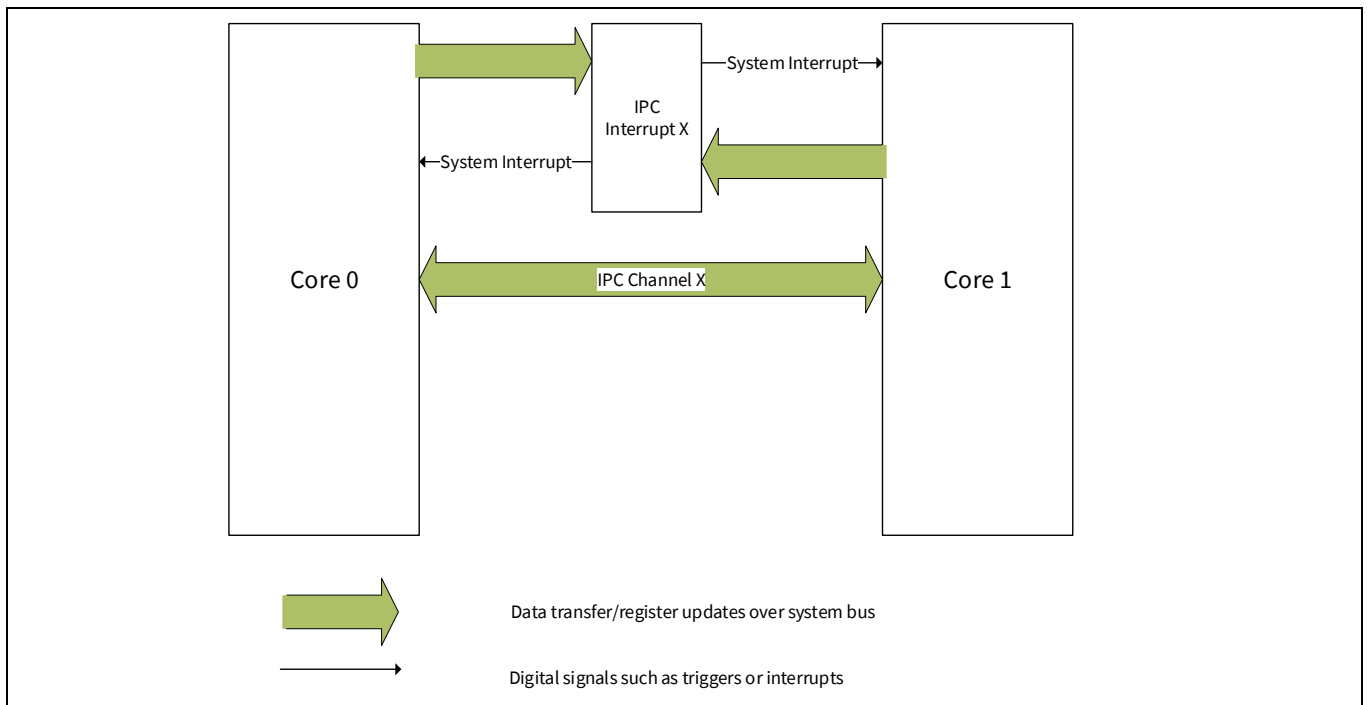 System Interrupt
IPC
Interrupt X
System Interrupt
Core 0
IPC Channel X
Core 1
Data transfer/register updates over system bus
Digital signals such as triggers or interrupts